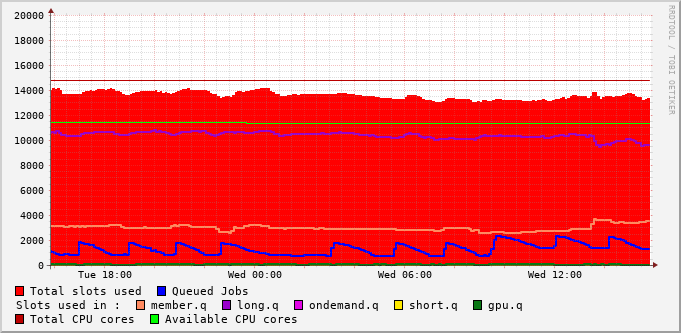 RRDTOOL / TOBI OETIKER
20000
18000
16000
14000
12000
10000
8000
6000
4000
2000
0
Tue 18:00 Wed 00:00 Wed 06:00 Wed 12:00
Total slots used Queued Jobs
Slots used in : member.q long.q ondemand.q short.q gpu.q
Total CPU cores Available CPU cores